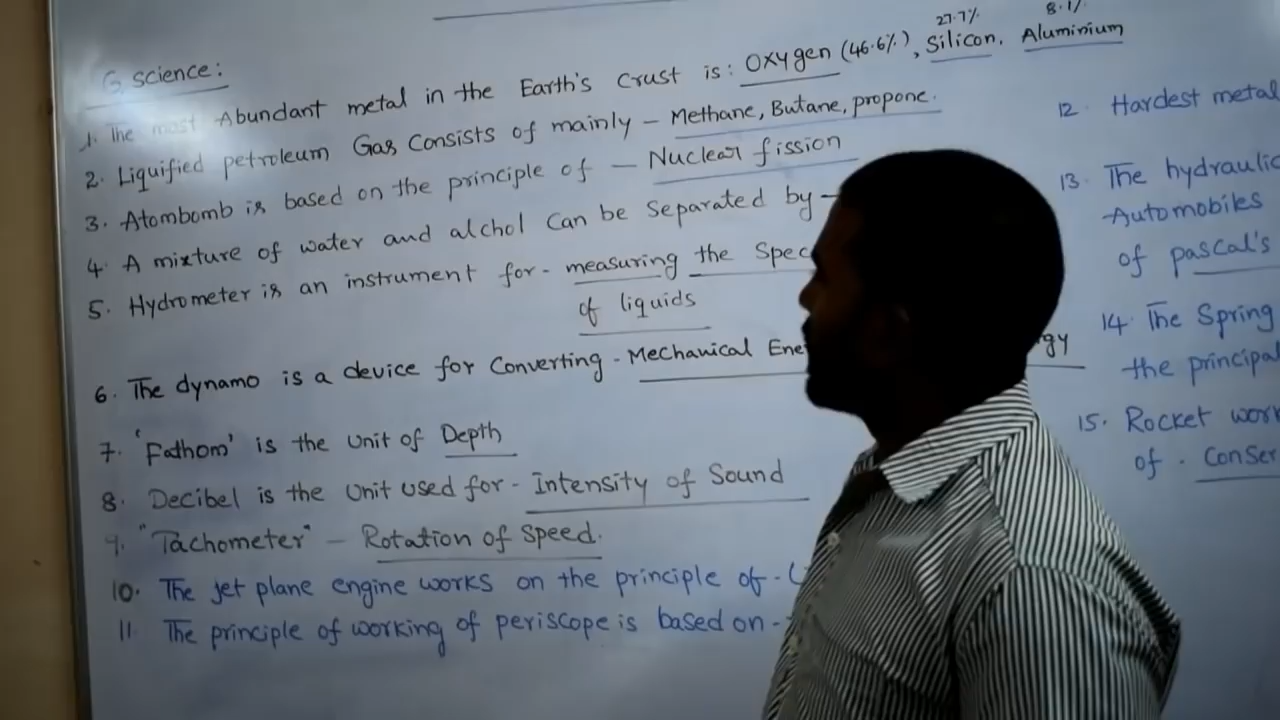 G. Science:
27.7% 8.1%
1. The most Abundant metal in the Earth's Crust is: Oxygen (46.6%), Silicon, Aluminium
2. Liquified petroleum Gas Consists of mainly - Methane, Butane, propone.
3. Atombomb is based on the principle of - Nuclear fission
4. A mixture of water and alchol Can be Separated by -
5. Hydrometer is an instrument for - measuring the Spec
of liquids
6. The dynamo is a device for Converting - Mechanical Ene gy
7. 'Fathom' is the Unit of Depth
8. Decibel is the Unit used for - Intensity of Sound
9. "Tachometer" - Rotation of Speed.
10. The jet plane engine works on the principle of -
11 The principle of working of periscope is based on -
12. Hardest metal
13. The hydraulic
Automobiles
of pascal's
14. The Spring
the principal
15. Rocket work
of . Conser